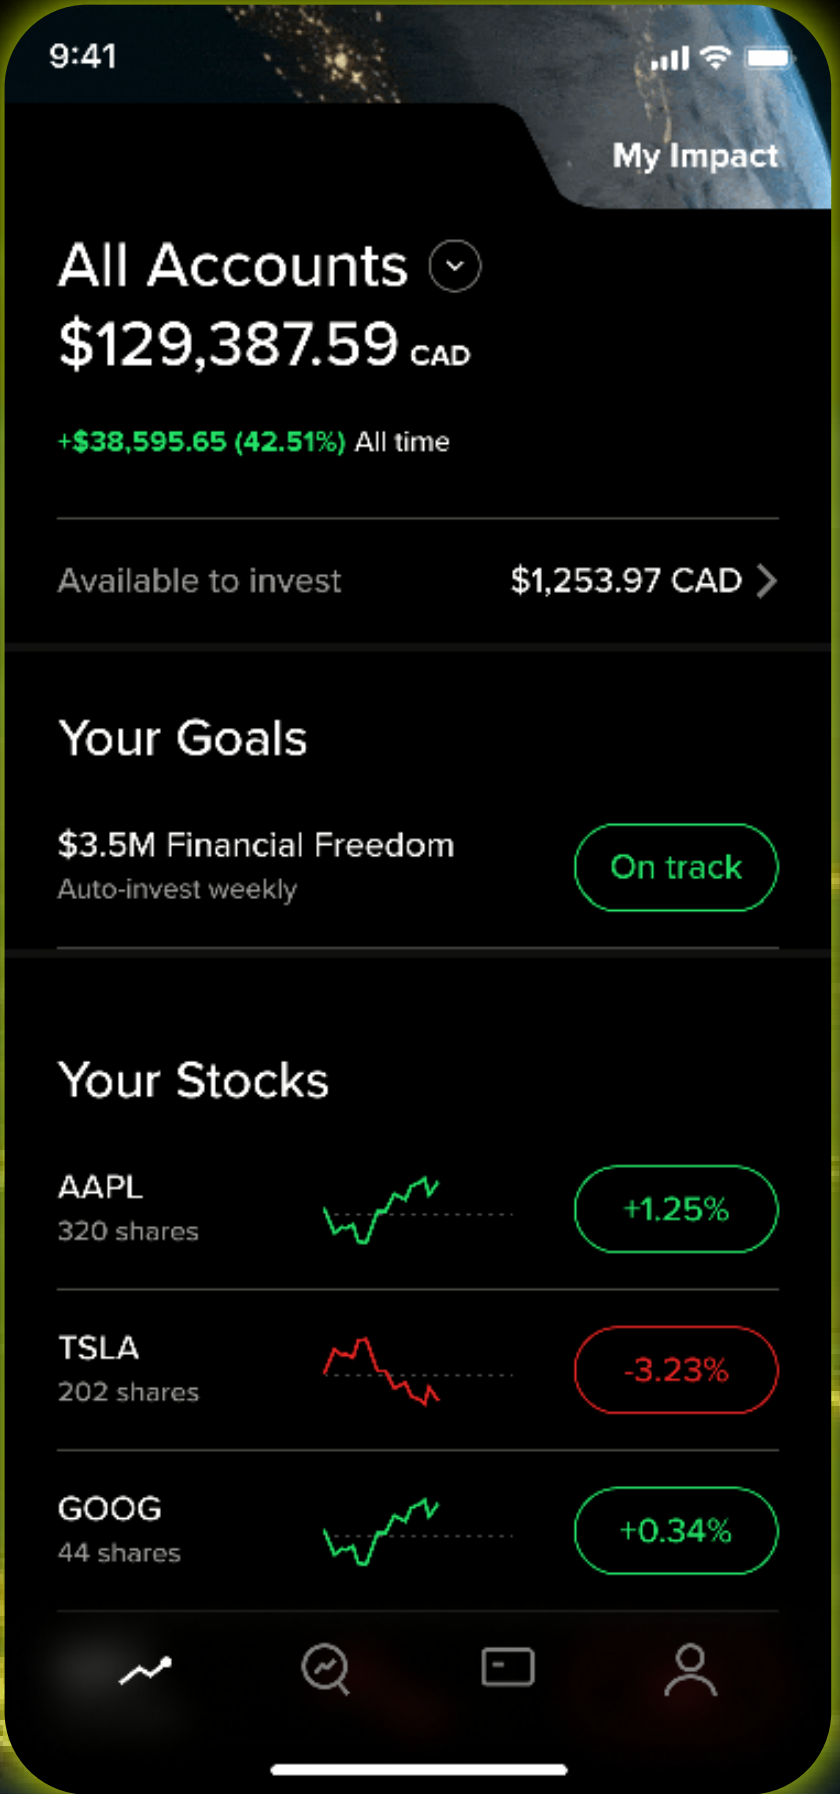 9:41
My Impact
All Accounts
$129,387.59 CAD
+$38,595.65 (42.51%) All time
Available to invest $1,253.97 CAD
Your Goals
$3.5M Financial Freedom
On track
Auto-invest weekly
Your Stocks
AAPL
+1.25%
320 shares
TSLA
-3.23%
202 shares
GOOG
+0.34%
44 shares